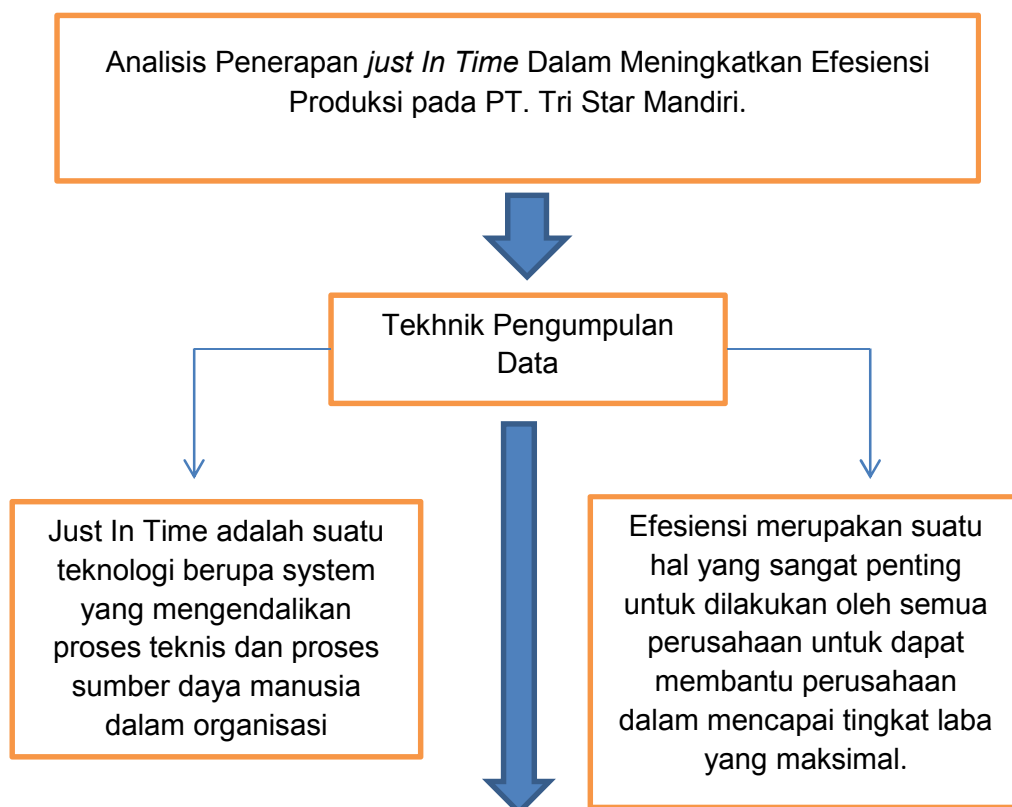 Analisis Penerapan just In Time Dalam Meningkatkan Efesiensi
Produksi pada PT. Tri Star Mandiri.
Tekhnik Pengumpulan
Data
Just In Time adalah suatu
teknologi berupa system
yang mengendalikan
proses teknis dan proses
sumber daya manusia
dalam organisasi
Efesiensi merupakan suatu
hal yang sangat penting
untuk dilakukan oleh semua
perusahaan untuk dapat
membantu perusahaan
dalam mencapai tingkat laba
yang maksimal.